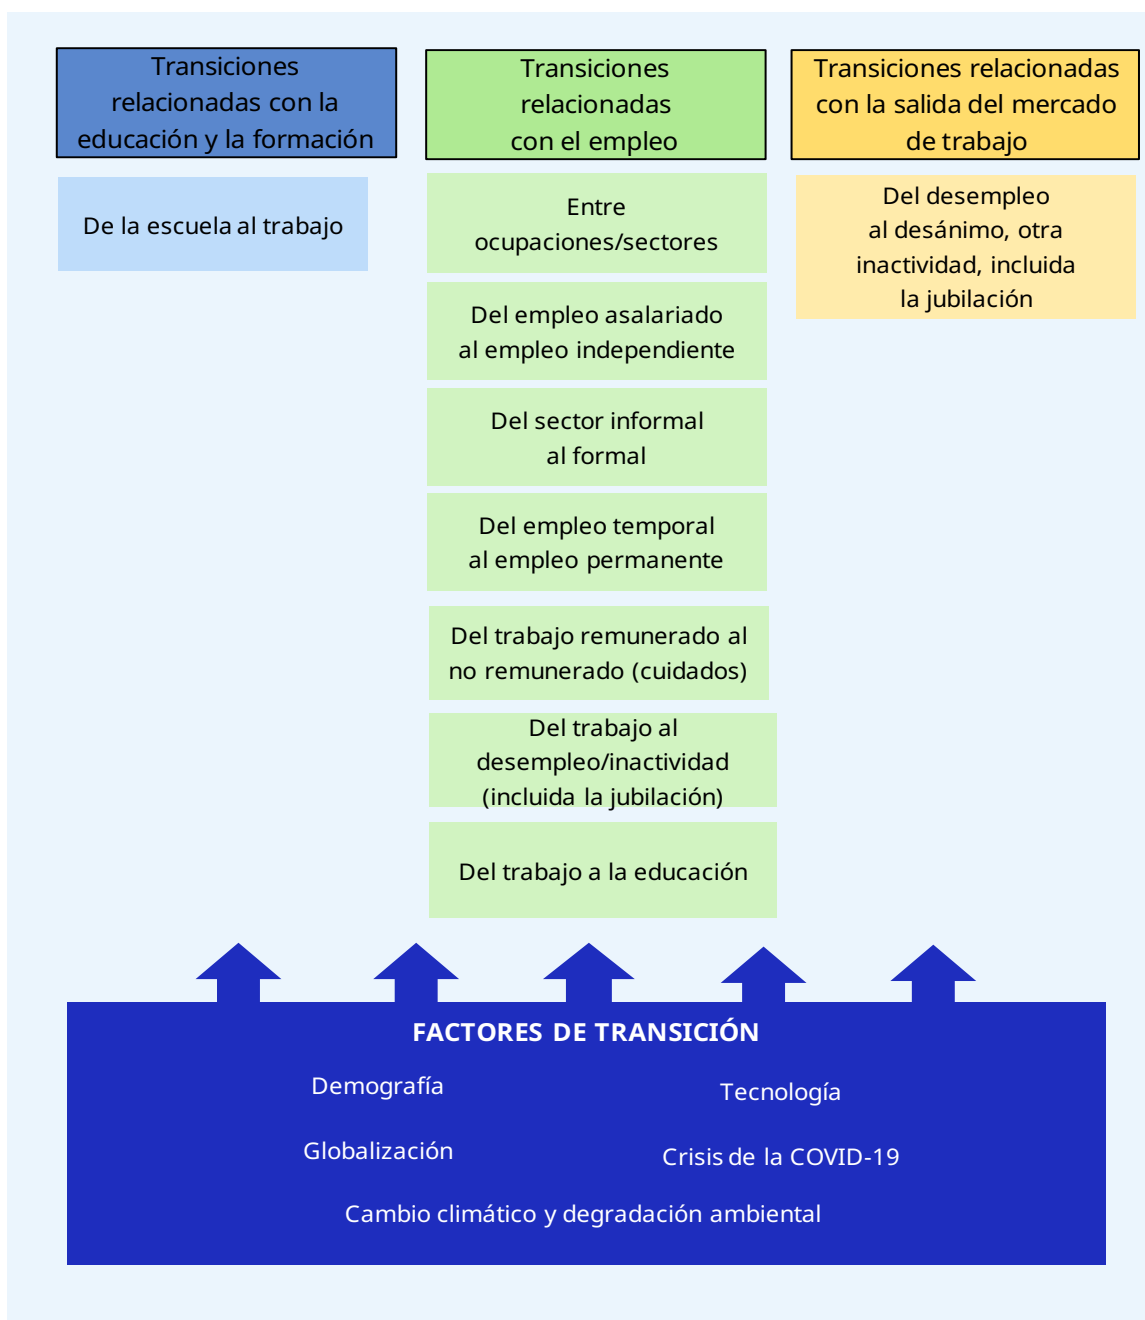 Transiciones
relacionadas con la
educación y la formación
De la escuela al trabajo
Transiciones
relacionadas
con el empleo
Entre
ocupaciones/sectores
Del empleo asalariado
al empleo independiente
Del sector informal
al formal
Del empleo temporal
al empleo permanente
Del trabajo remunerado al
no remunerado (cuidados)
Del trabajo al
desempleo/inactividad
(incluida la jubilación)
Del trabajo a la educación
Transiciones relacionadas
con la salida del mercado
de trabajo
Del desempleo
al desánimo, otra
inactividad, incluida
la jubilación
FACTORES DE TRANSICIÓN
Demografía
Tecnología
Globalización
Crisis de la COVID-19
Cambio climático y degradación ambiental